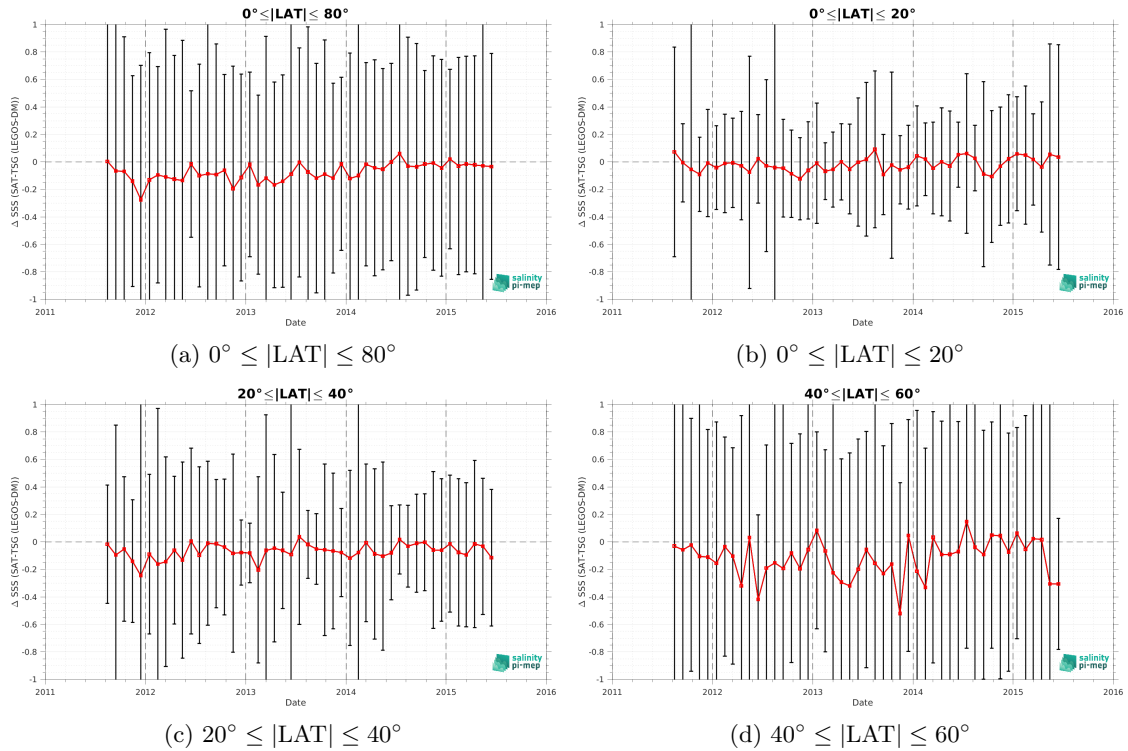 0°≤|LAT|≤ 80°
Δ SSS (SAT-TSG (LEGOS-DM))
1
0.8
0.6
0.4
0.2
0
-0.2
-0.4
-0.6
-0.8
-1
salinity
pi-mep
2011 2012 2013 2014 2015 2016
Date
(a) 0° ≤ |LAT| ≤ 80°
0°≤|LAT|≤ 20°
Δ SSS (SAT-TSG (LEGOS-DM))
1
0.8
0.6
0.4
0.2
0
-0.2
-0.4
-0.6
-0.8
-1
salinity
pi-mep
2011 2012 2013 2014 2015 2016
Date
(b) 0° ≤ |LAT| ≤ 20°
20°≤|LAT|≤ 40°
Δ SSS (SAT-TSG (LEGOS-DM))
1
0.8
0.6
0.4
0.2
0
-0.2
-0.4
-0.6
-0.8
-1
salinity
pi-mep
2011 2012 2013 2014 2015 2016
Date
(c) 20° ≤ |LAT| ≤ 40°
40°≤|LAT|≤ 60°
Δ SSS (SAT-TSG (LEGOS-DM))
1
0.8
0.6
0.4
0.2
0
-0.2
-0.4
-0.6
-0.8
-1
salinity
pi-mep
2011 2012 2013 2014 2015 2016
Date
(d) 40° ≤ |LAT| ≤ 60°